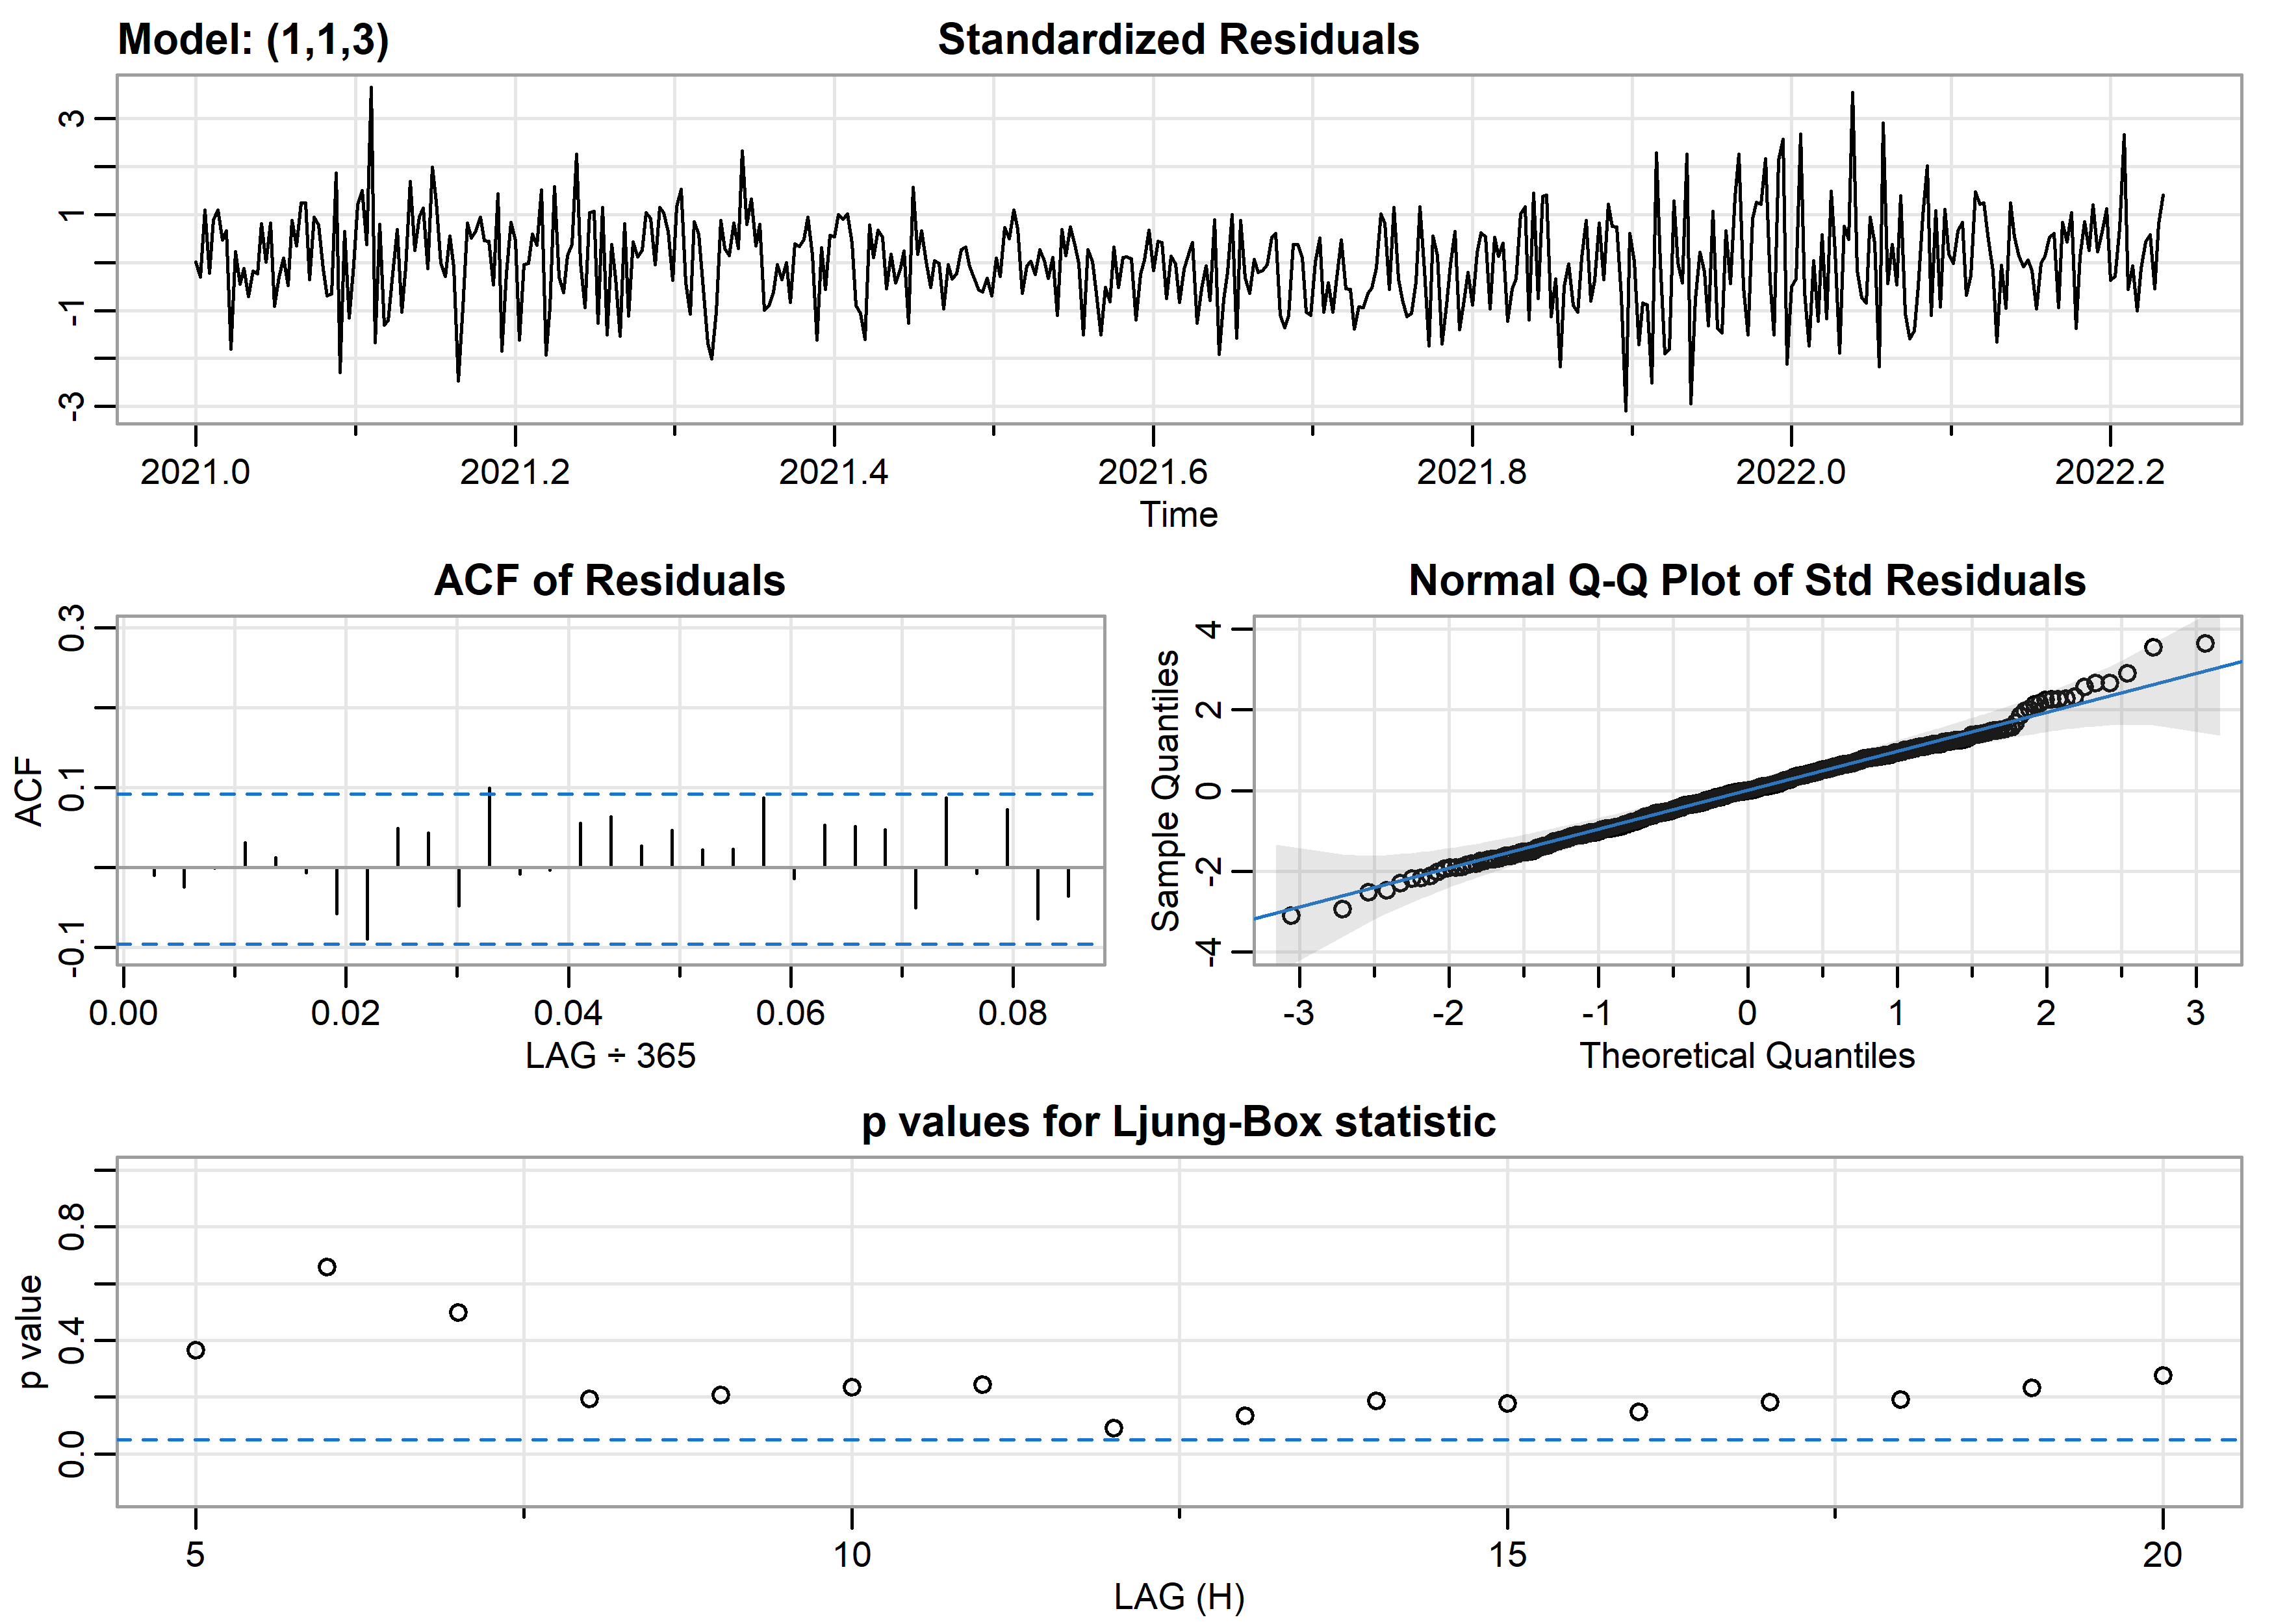 Model: (1,1,3) Standardized Residuals
3
1
-1
-3
2021.0 2021.2 2021.4 2021.6 2021.8 2022.0 2022.2
Time
ACF of Residuals
0.3
0.1
-0.1
ACF
0.00 0.02 0.04 0.06 0.08
LAG ÷ 365
Normal Q-Q Plot of Std Residuals
4
2
0
-2
-4
Sample Quantiles
-3 -2 -1 0 1 2 3
Theoretical Quantiles
p values for Ljung-Box statistic
0.8
0.4
0.0
p value
5 10 15 20
LAG (H)